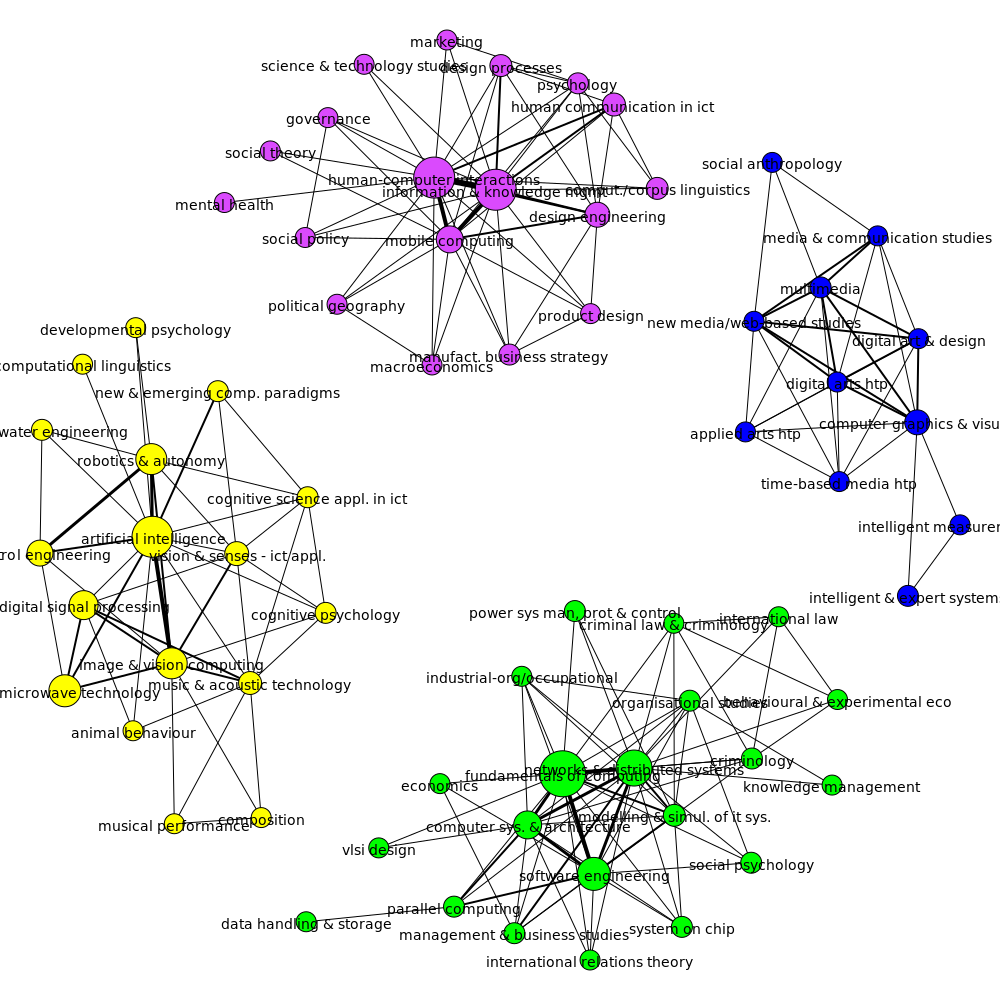 marketing
science & technology studies
design processes
psychology
human communication in ict
governance
social theory
human-computer interactions
information & knowledge mgmt
comput./corpus linguistics
mental health
design engineering
social policy
mobile computing
political geography
product design
manufact. business strategy
macroeconomics
social anthropology
media & communication studies
multimedia
new media/web-based studies
digital art & design
digital arts htp
computer graphics & visu
applied arts htp
time-based media htp
intelligent measurer
intelligent & expert systems
developmental psychology
computational linguistics
new & emerging comp. paradigms
water engineering
robotics & autonomy
cognitive science appl. in ict
artificial intelligence
rol engineering
vision & senses - ict appl.
digital signal processing
cognitive psychology
image & vision computing
music & acoustic technology
microwave technology
animal behaviour
musical performance
composition
power sys man, prot & control
criminal law & criminology
international law
industrial-org/occupational
organisational studies
behavioural & experimental eco
criminology
networks & distributed systems
fundamentals of computing
economics
knowledge management
modelling & simul. of it sys.
computer sys. & architecture
vlsi design
social psychology
software engineering
parallel computing
data handling & storage
management & business studies
system on chip
international relations theory